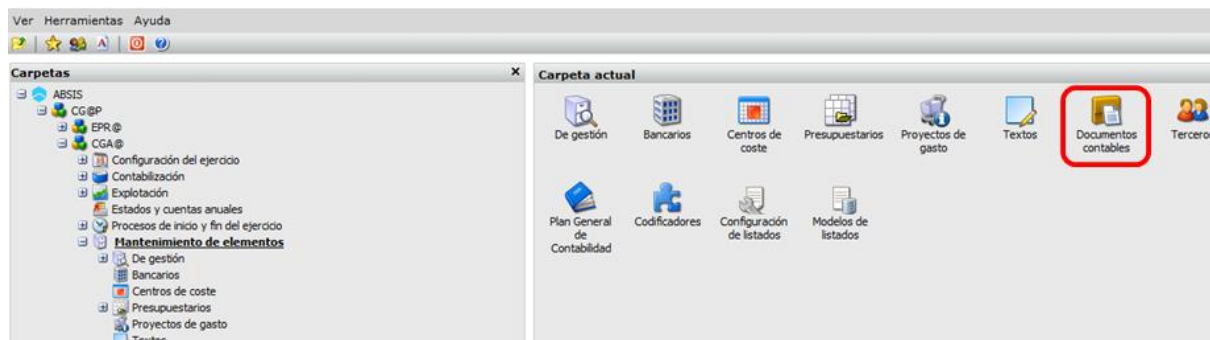 Ver Herramientas Ayuda
Carpetas
ABSIS
CG@P
EPR@
CGA@
Configuración del ejercicio
Contabilización
Explotación
Estados y cuentas anuales
Procesos de inicio y fin del ejercicio
Mantenimiento de elementos
De gestión
Bancarios
Centros de coste
Presupuestarios
Proyectos de gasto
Textos
Carpeta actual
De gestión
Bancarios
Centros de
coste
Presupuestarios
Proyectos de
gasto
Textos
Documentos
contables
Tercero
Plan General
de
Contabilidad
Codificadores
Configuración
de listados
Modelos de
listados